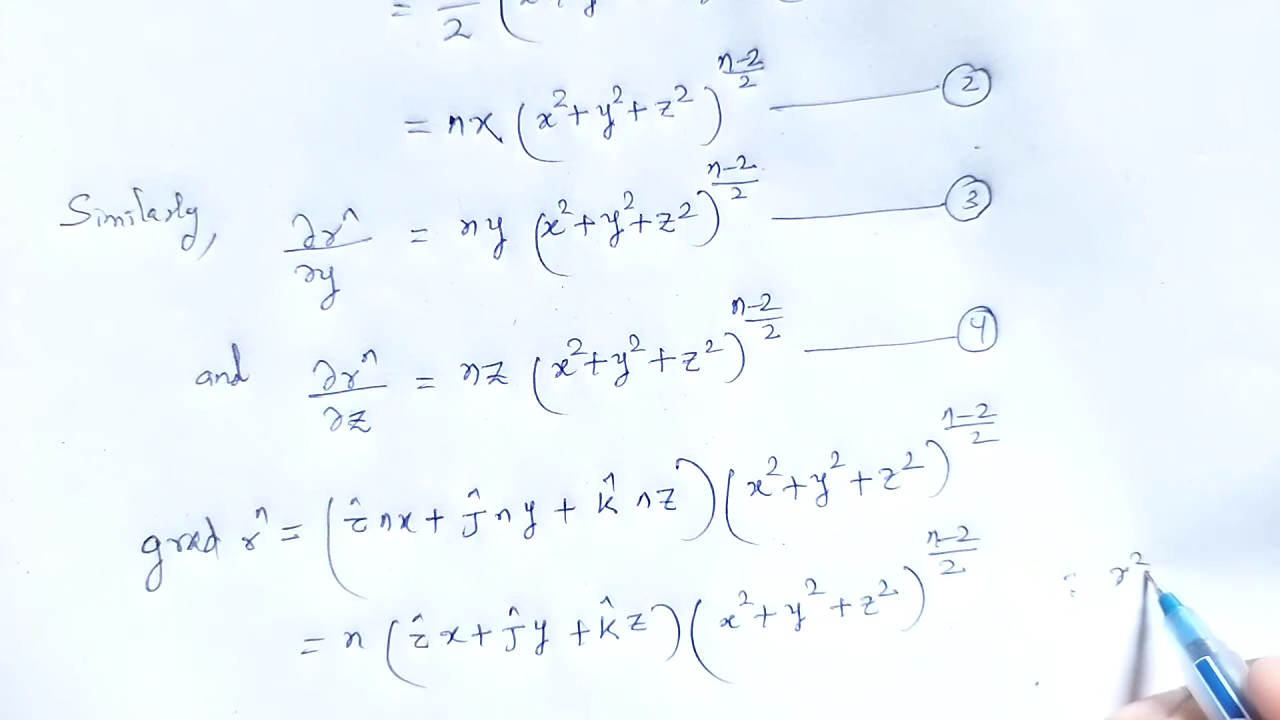 = /2 (
= nx (x²+y²+z²)^(n-2)/2 ——— ②
Similarly, ∂rⁿ/∂y = ny (x²+y²+z²)^(n-2)/2 ——— ③
and ∂rⁿ/∂z = nz (x²+y²+z²)^(n-2)/2 ——— ④
grad rⁿ = (î nx + ĵ ny + k̂ nz)(x²+y²+z²)^(n-2)/2
= n (î x + ĵ y + k̂ z)(x²+y²+z²)^(n-2)/2 : r²